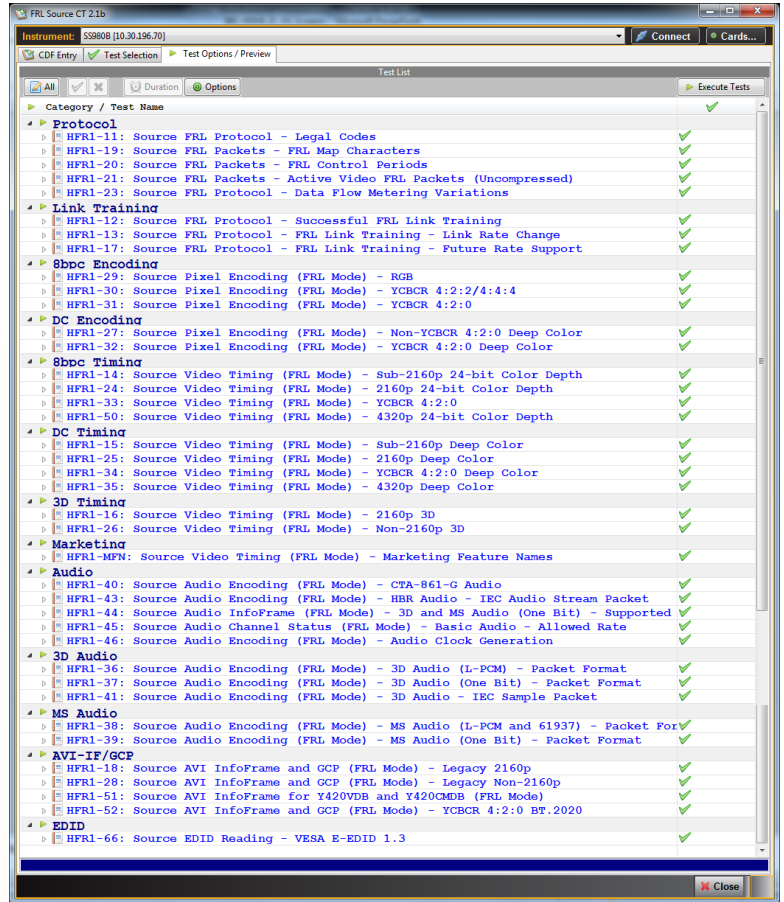 FRL Source CT 2.1b
Instrument: SS980B [10.30.196.70] Connect Cards...
CDF Entry Test Selection Test Options / Preview
Test List
All Duration Options Execute Tests
Category / Test Name
Protocol
HFR1-11: Source FRL Protocol - Legal Codes
HFR1-19: Source FRL Packets - FRL Map Characters
HFR1-20: Source FRL Packets - FRL Control Periods
HFR1-21: Source FRL Packets - Active Video FRL Packets (Uncompressed)
HFR1-23: Source FRL Protocol - Data Flow Metering Variations
Link Training
HFR1-12: Source FRL Protocol - Successful FRL Link Training
HFR1-13: Source FRL Protocol - FRL Link Training - Link Rate Change
HFR1-17: Source FRL Protocol - FRL Link Training - Future Rate Support
8bpc Encoding
HFR1-29: Source Pixel Encoding (FRL Mode) - RGB
HFR1-30: Source Pixel Encoding (FRL Mode) - YCBCR 4:2:2/4:4:4
HFR1-31: Source Pixel Encoding (FRL Mode) - YCBCR 4:2:0
DC Encoding
HFR1-27: Source Pixel Encoding (FRL Mode) - Non-YCBCR 4:2:0 Deep Color
HFR1-32: Source Pixel Encoding (FRL Mode) - YCBCR 4:2:0 Deep Color
8bpc Timing
HFR1-14: Source Video Timing (FRL Mode) - Sub-2160p 24-bit Color Depth
HFR1-24: Source Video Timing (FRL Mode) - 2160p 24-bit Color Depth
HFR1-33: Source Video Timing (FRL Mode) - YCBCR 4:2:0
HFR1-50: Source Video Timing (FRL Mode) - 4320p 24-bit Color Depth
DC Timing
HFR1-15: Source Video Timing (FRL Mode) - Sub-2160p Deep Color
HFR1-25: Source Video Timing (FRL Mode) - 2160p Deep Color
HFR1-34: Source Video Timing (FRL Mode) - YCBCR 4:2:0 Deep Color
HFR1-35: Source Video Timing (FRL Mode) - 4320p Deep Color
3D Timing
HFR1-16: Source Video Timing (FRL Mode) - 2160p 3D
HFR1-26: Source Video Timing (FRL Mode) - Non-2160p 3D
Marketing
HFR1-MFN: Source Video Timing (FRL Mode) - Marketing Feature Names
Audio
HFR1-40: Source Audio Encoding (FRL Mode) - CTA-861-G Audio
HFR1-43: Source Audio Encoding (FRL Mode) - HBR Audio - IEC Audio Stream Packet
HFR1-44: Source Audio InfoFrame (FRL Mode) - 3D and MS Audio (One Bit) - Supported
HFR1-45: Source Audio Channel Status (FRL Mode) - Basic Audio - Allowed Rate
HFR1-46: Source Audio Encoding (FRL Mode) - Audio Clock Generation
3D Audio
HFR1-36: Source Audio Encoding (FRL Mode) - 3D Audio (L-PCM) - Packet Format
HFR1-37: Source Audio Encoding (FRL Mode) - 3D Audio (One Bit) - Packet Format
HFR1-41: Source Audio Encoding (FRL Mode) - 3D Audio - IEC Sample Packet
MS Audio
HFR1-38: Source Audio Encoding (FRL Mode) - MS Audio (L-PCM and 61937) - Packet For
HFR1-39: Source Audio Encoding (FRL Mode) - MS Audio (One Bit) - Packet Format
AVI-IF/GCP
HFR1-18: Source AVI InfoFrame and GCP (FRL Mode) - Legacy 2160p
HFR1-28: Source AVI InfoFrame and GCP (FRL Mode) - Legacy Non-2160p
HFR1-51: Source AVI InfoFrame for Y420VDB and Y420CMDB (FRL Mode)
HFR1-52: Source AVI InfoFrame and GCP (FRL Mode) - YCBCR 4:2:0 BT.2020
EDID
HFR1-66: Source EDID Reading - VESA E-EDID 1.3
Close